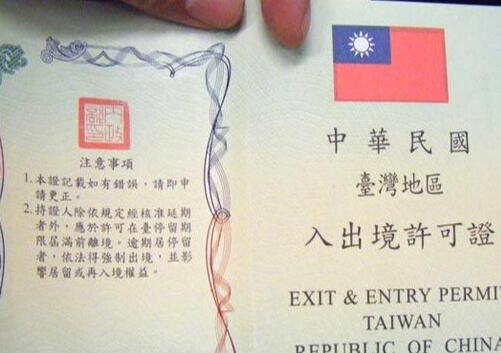 注意事項
1. 本證記載如有錯誤，請即申
請更正。
2. 持證人除依規定經核准延期
者外，應於許可在臺停留期
限屆滿前離境。逾期居停留
者，依法得強制出境，並影
響居留或再入境權益。
中華民國
臺灣地區
入出境許可證
EXIT & ENTRY PERMIT
TAIWAN
REPUBLIC OF CHINA